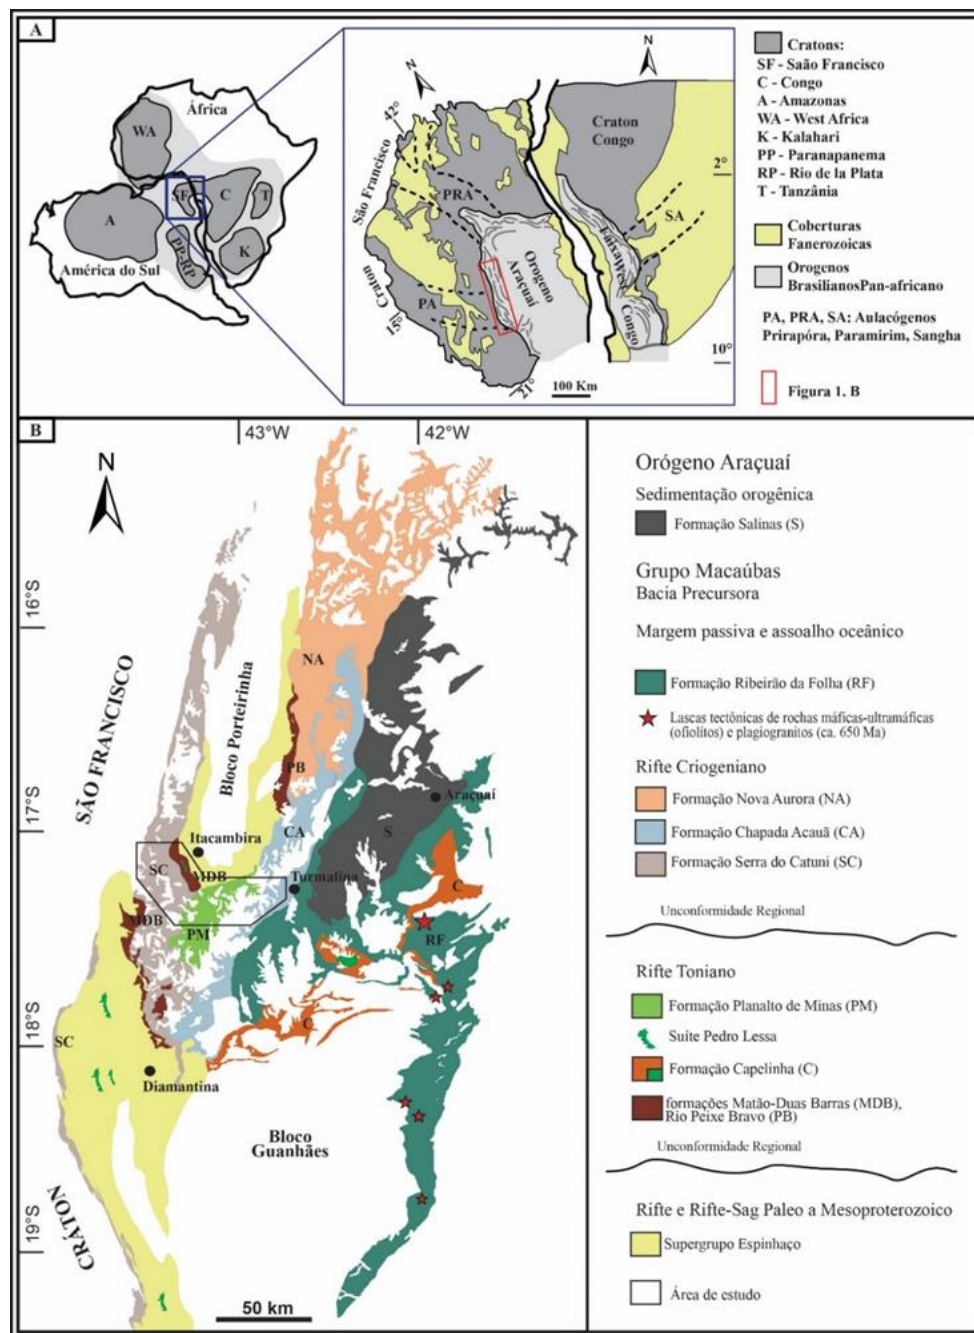 A
África
WA
SF
C
T
A
PP-RP
K
América do Sul
N
N
42°
São Francisco
Craton
PRA
PA
15°
Orogeno
Araçuaí
21°
100 Km
Craton
Congo
2°
SA
Faixa West
Congo
10°
Cratons:
SF - Saão Francisco
C - Congo
A - Amazonas
WA - West Africa
K - Kalahari
PP - Paranapanema
RP - Rio de la Plata
T - Tanzânia
Coberturas
Fanerozoicas
Orogenos
BrasilianosPan-africano
PA, PRA, SA: Aulacógenos
Prirapóra, Paramirim, Sangha
Figura 1. B
B
43°W
42°W
N
16°S
17°S
18°S
19°S
SÃO FRANCISCO
CRÁTON
Bloco Porteirinha
NA
PB
Araçuaí
CA
S
Itacambira
SC
MDB
Turmalina
C
MDB
PM
RF
C
SC
Diamantina
Bloco
Guanhães
50 km
Orógeno Araçuaí
Sedimentação orogênica
Formação Salinas (S)
Grupo Macaúbas
Bacia Precursora
Margem passiva e assoalho oceânico
Formação Ribeirão da Folha (RF)
Lascas tectônicas de rochas máficas-ultramáficas
(ofiolitos) e plagiogranitos (ca. 650 Ma)
Rifte Criogeniano
Formação Nova Aurora (NA)
Formação Chapada Acauã (CA)
Formação Serra do Catuni (SC)
Unconformidade Regional
Rifte Toniano
Formação Planalto de Minas (PM)
Suíte Pedro Lessa
Formação Capelinha (C)
formações Matão-Duas Barras (MDB),
Rio Peixe Bravo (PB)
Unconformidade Regional
Rifte e Rifte-Sag Paleo a Mesoproterozoico
Supergrupo Espinhaço
Área de estudo